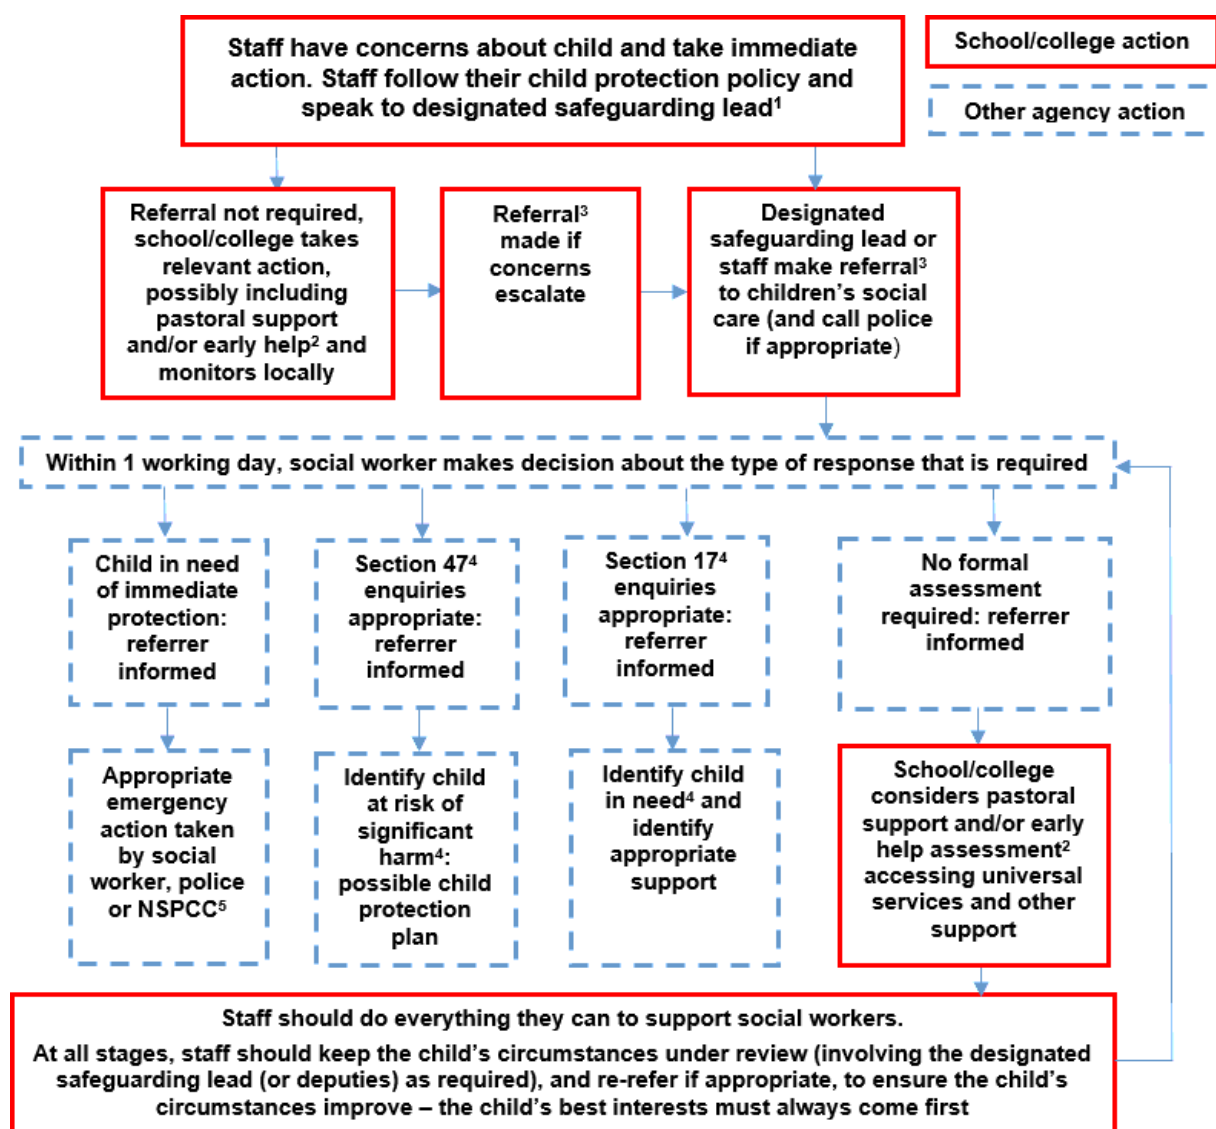 Staff have concerns about child and take immediate
action. Staff follow their child protection policy and
speak to designated safeguarding lead¹
School/college action
Other agency action
Referral not required,
school/college takes
relevant action,
possibly including
pastoral support
and/or early help² and
monitors locally
Referral³
made if
concerns
escalate
Designated
safeguarding lead or
staff make referral³
to children's social
care (and call police
if appropriate)
Within 1 working day, social worker makes decision about the type of response that is required
Child in need
of immediate
protection:
referrer
informed
Section 47⁴
enquiries
appropriate:
referrer
informed
Section 17⁴
enquiries
appropriate:
referrer
informed
No formal
assessment
required: referrer
informed
Appropriate
emergency
action taken
by social
worker, police
or NSPCC⁵
Identify child
at risk of
significant
harm⁴:
possible child
protection
plan
Identify child
in need⁴ and
identify
appropriate
support
School/college
considers pastoral
support and/or early
help assessment²
accessing universal
services and other
support
Staff should do everything they can to support social workers.
At all stages, staff should keep the child's circumstances under review (involving the designated
safeguarding lead (or deputies) as required), and re-refer if appropriate, to ensure the child's
circumstances improve – the child's best interests must always come first